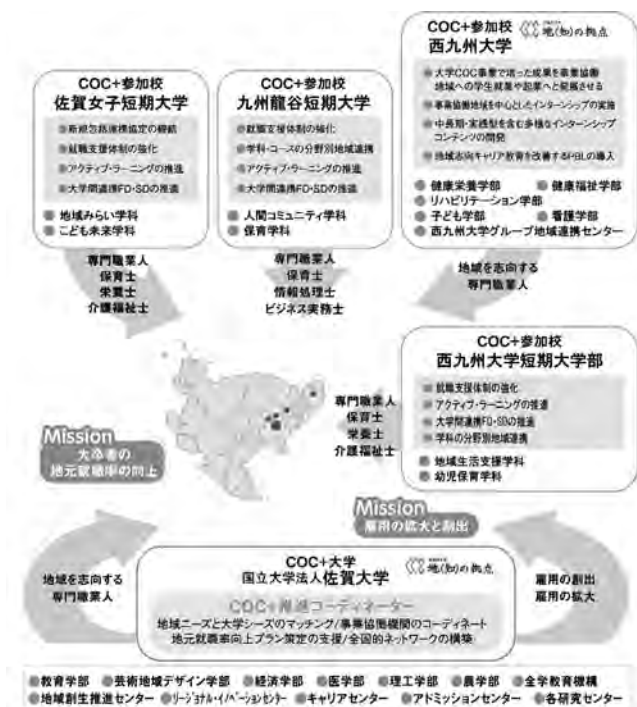 COC+参加校
佐賀女子短期大学
新規包括連携協定の締結
就職支援体制の強化
アクティブ・ラーニングの推進
大学間連携FD・SDの推進
地域みらい学科
こども未来学科
専門職業人
保育士
栄養士
介護福祉士
COC+参加校
九州龍谷短期大学
就職支援体制の強化
学科・コースの分野別地域連携
アクティブ・ラーニングの推進
大学間連携FD・SDの推進
人間コミュニティ学科
保育学科
専門職業人
保育士
情報処理士
ビジネス実務士
COC+参加校
地(知)の拠点
西九州大学
大学COC事業で培った成果を事業協働
地域への学生就業や起業へと発展させる
事業協働地域を中心としたインターンシップの実施
中長期・実践型を含む多様なインターンシップ
コンテンツの開発
地域志向キャリア教育を改善するPBLの導入
健康栄養学部 健康福祉学部
リハビリテーション学部
子ども学部 看護学部
西九州大学グループ地域連携センター
地域を志向する
専門職業人
COC+参加校
西九州大学短期大学部
就職支援体制の強化
アクティブ・ラーニングの推進
大学間連携FD・SDの推進
学科の分野別地域連携
地域生活支援学科
幼児保育学科
専門職業人
保育士
栄養士
介護福祉士
Mission
大卒者の
地元就職率の向上
Mission
雇用の拡大と創出
地域を志向する
専門職業人
COC+大学
国立大学法人佐賀大学
地(知)の拠点
COC+推進コーディネーター
地域ニーズと大学シーズのマッチング/事業協働機関のコーディネート
地元就職率向上プラン策定の支援/全国的ネットワークの構築
雇用の創出
雇用の拡大
教育学部 芸術地域デザイン学部 経済学部 医学部 理工学部 農学部 全学教育機構
地域創生推進センター リージョナル・イノベーションセンター キャリアセンター アドミッションセンター 各研究センター